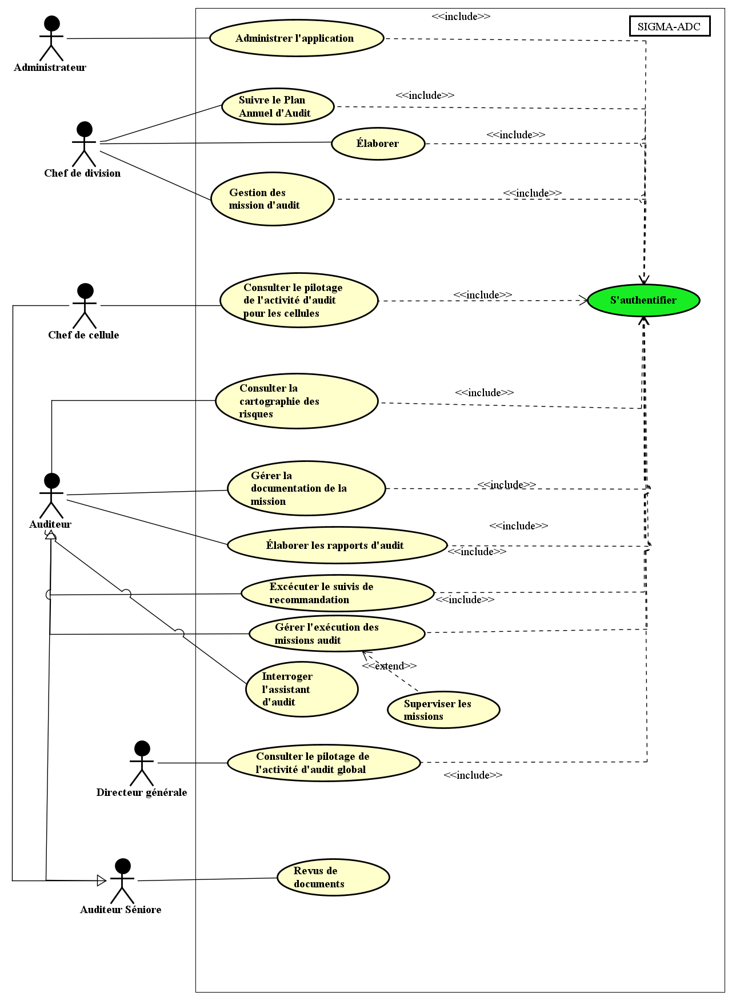 <<include>>
SIGMA-ADC
Administrer l'application
Administrateur
Suivre le Plan
Annuel d'Audit
<<include>>
Élaborer
<<include>>
Chef de division
Gestion des
mission d'audit
<<include>>
Consulter le pilotage
de l'activité d'audit
pour les cellules
<<include>>
S'authentifier
Chef de cellule
Consulter la
cartographie des
risques
<<include>>
Gérer la
documentation de la
mission
<<include>>
Auditeur
<<include>>
Élaborer les rapports d'audit
<<include>>
Excécuter le suivis de
recommandation
<<include>>
Gérer l'exécution des
missions audit
<<extend>>
Interroger
l'assistant
d'audit
Superviser les
missions
Consulter le pilotage de
l'activité d'audit global
<<include>>
Directeur générale
Revus de
documents
Auditeur Séniore